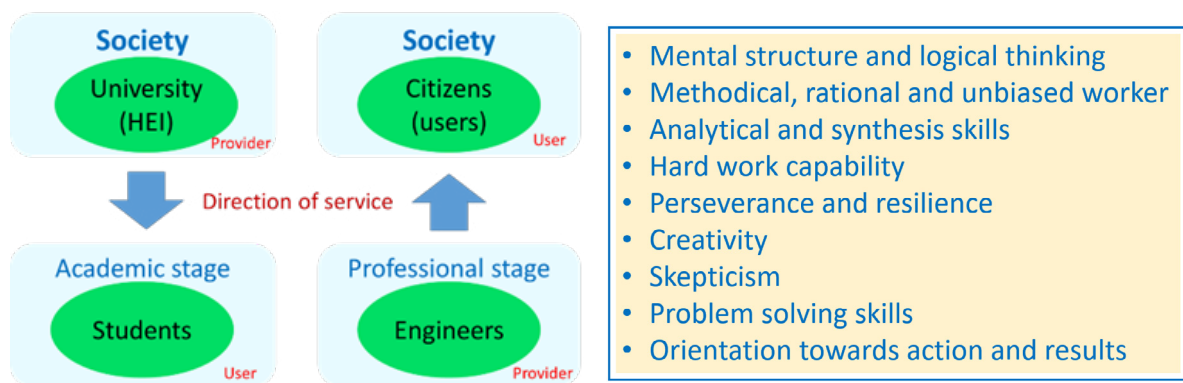 Society
University
(HEI)
Provider
Society
Citizens
(users)
User
Direction of service
Academic stage
Students
User
Professional stage
Engineers
Provider
• Mental structure and logical thinking
• Methodical, rational and unbiased worker
• Analytical and synthesis skills
• Hard work capability
• Perseverance and resilience
• Creativity
• Skepticism
• Problem solving skills
• Orientation towards action and results